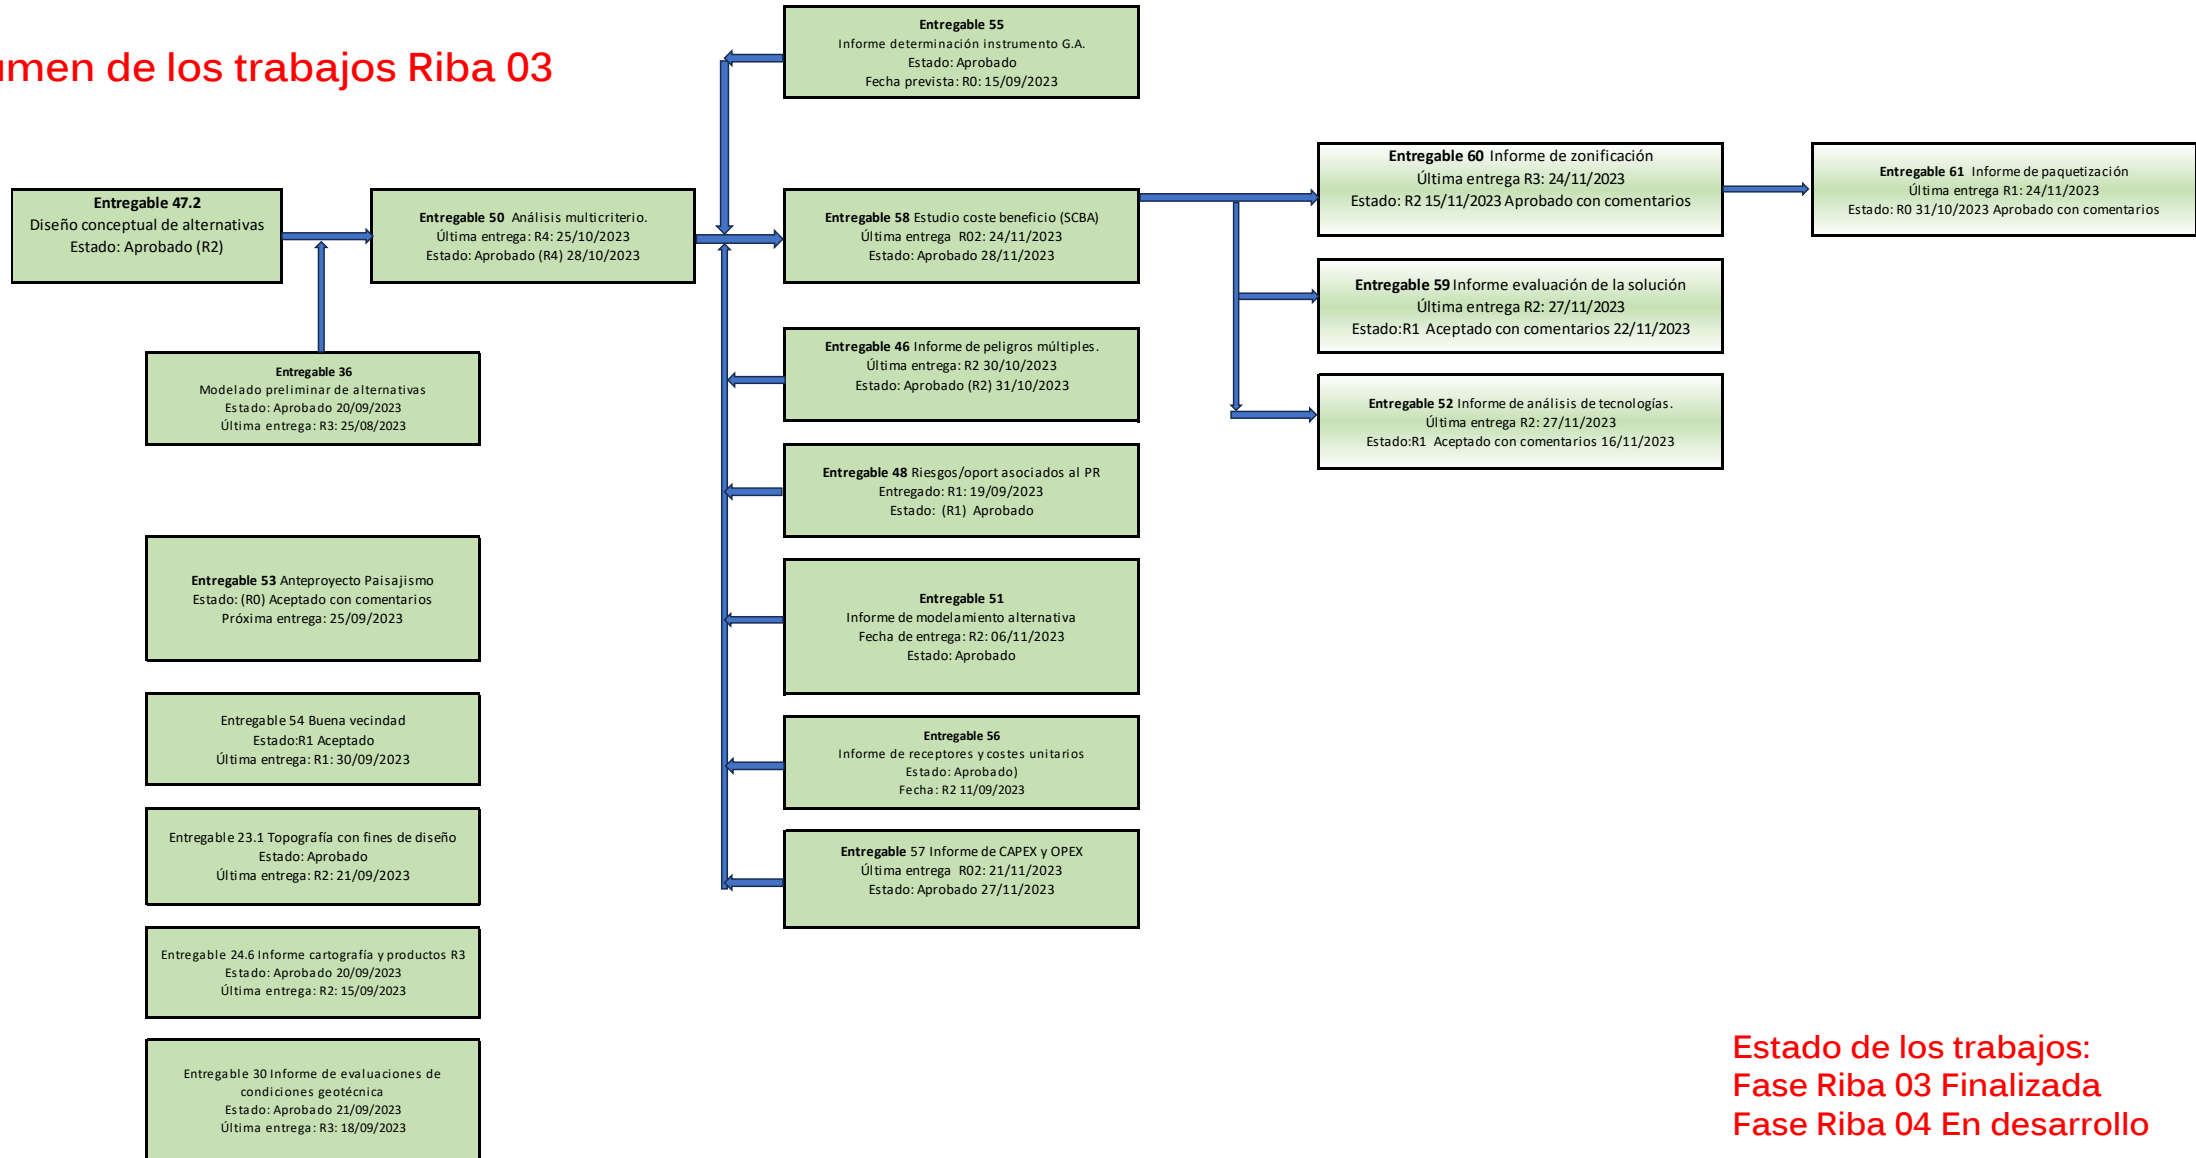 umen de los trabajos Riba 03
Entregable 55
Informe determinación instrumento G.A.
Estado: Aprobado
Fecha prevista: R0: 15/09/2023
Entregable 47.2
Diseño conceptual de alternativas
Estado: Aprobado (R2)
Entregable 50 Análisis multicriterio.
Última entrega: R4: 25/10/2023
Estado: Aprobado (R4) 28/10/2023
Entregable 58 Estudio coste beneficio (SCBA)
Última entrega R02: 24/11/2023
Estado: Aprobado 28/11/2023
Entregable 60 Informe de zonificación
Última entrega R3: 24/11/2023
Estado: R2 15/11/2023 Aprobado con comentarios
Entregable 61 Informe de paquetización
Última entrega R1: 24/11/2023
Estado: R0 31/10/2023 Aprobado con comentarios
Entregable 59 Informe evaluación de la solución
Última entrega R2: 27/11/2023
Estado:R1 Aceptado con comentarios 22/11/2023
Entregable 52 Informe de análisis de tecnologías.
Última entrega R2: 27/11/2023
Estado:R1 Aceptado con comentarios 16/11/2023
Entregable 36
Modelado preliminar de alternativas
Estado: Aprobado 20/09/2023
Última entrega: R3: 25/08/2023
Entregable 46 Informe de peligros múltiples.
Última entrega: R2 30/10/2023
Estado: Aprobado (R2) 31/10/2023
Entregable 48 Riesgos/oport asociados al PR
Entregado: R1: 19/09/2023
Estado: (R1) Aprobado
Entregable 53 Anteproyecto Paisajismo
Estado: (R0) Aceptado con comentarios
Próxima entrega: 25/09/2023
Entregable 51
Informe de modelamiento alternativa
Fecha de entrega: R2: 06/11/2023
Estado: Aprobado
Entregable 54 Buena vecindad
Estado:R1 Aceptado
Última entrega: R1: 30/09/2023
Entregable 56
Informe de receptores y costes unitarios
Estado: Aprobado)
Fecha: R2 11/09/2023
Entregable 23.1 Topografía con fines de diseño
Estado: Aprobado
Última entrega: R2: 21/09/2023
Entregable 57 Informe de CAPEX y OPEX
Última entrega R02: 21/11/2023
Estado: Aprobado 27/11/2023
Entregable 24.6 Informe cartografía y productos R3
Estado: Aprobado 20/09/2023
Última entrega: R2: 15/09/2023
Entregable 30 Informe de evaluaciones de
condiciones geotécnica
Estado: Aprobado 21/09/2023
Última entrega: R3: 18/09/2023
Estado de los trabajos:
Fase Riba 03 Finalizada
Fase Riba 04 En desarrollo